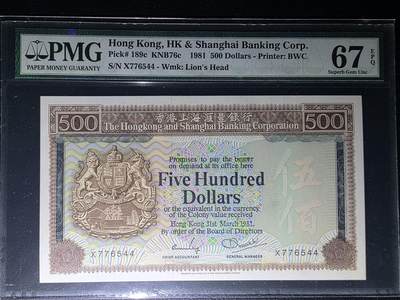 PMG
PAPER MONEY GUARANTY
Hong Kong, HK & Shanghai Banking Corp.
Pick# 189c KNB76c 1981 500 Dollars - Printer: BWC
S/N X776544 - Wmk: Lion's Head
67 EPQ
Superb Gem Unc
500 香港上海滙豐銀行 500
The Hongkong and Shanghai Banking Corporation
Promises to pay the bearer
on demand at its office here
Five Hundred
Dollars
or the equivalent in the currency
of the Colony value received
Hong Kong 31st March 1981
By order of the Board of Directors
伍
X776544 CHIEF ACCOUNTANT GENERAL MANAGER X776544